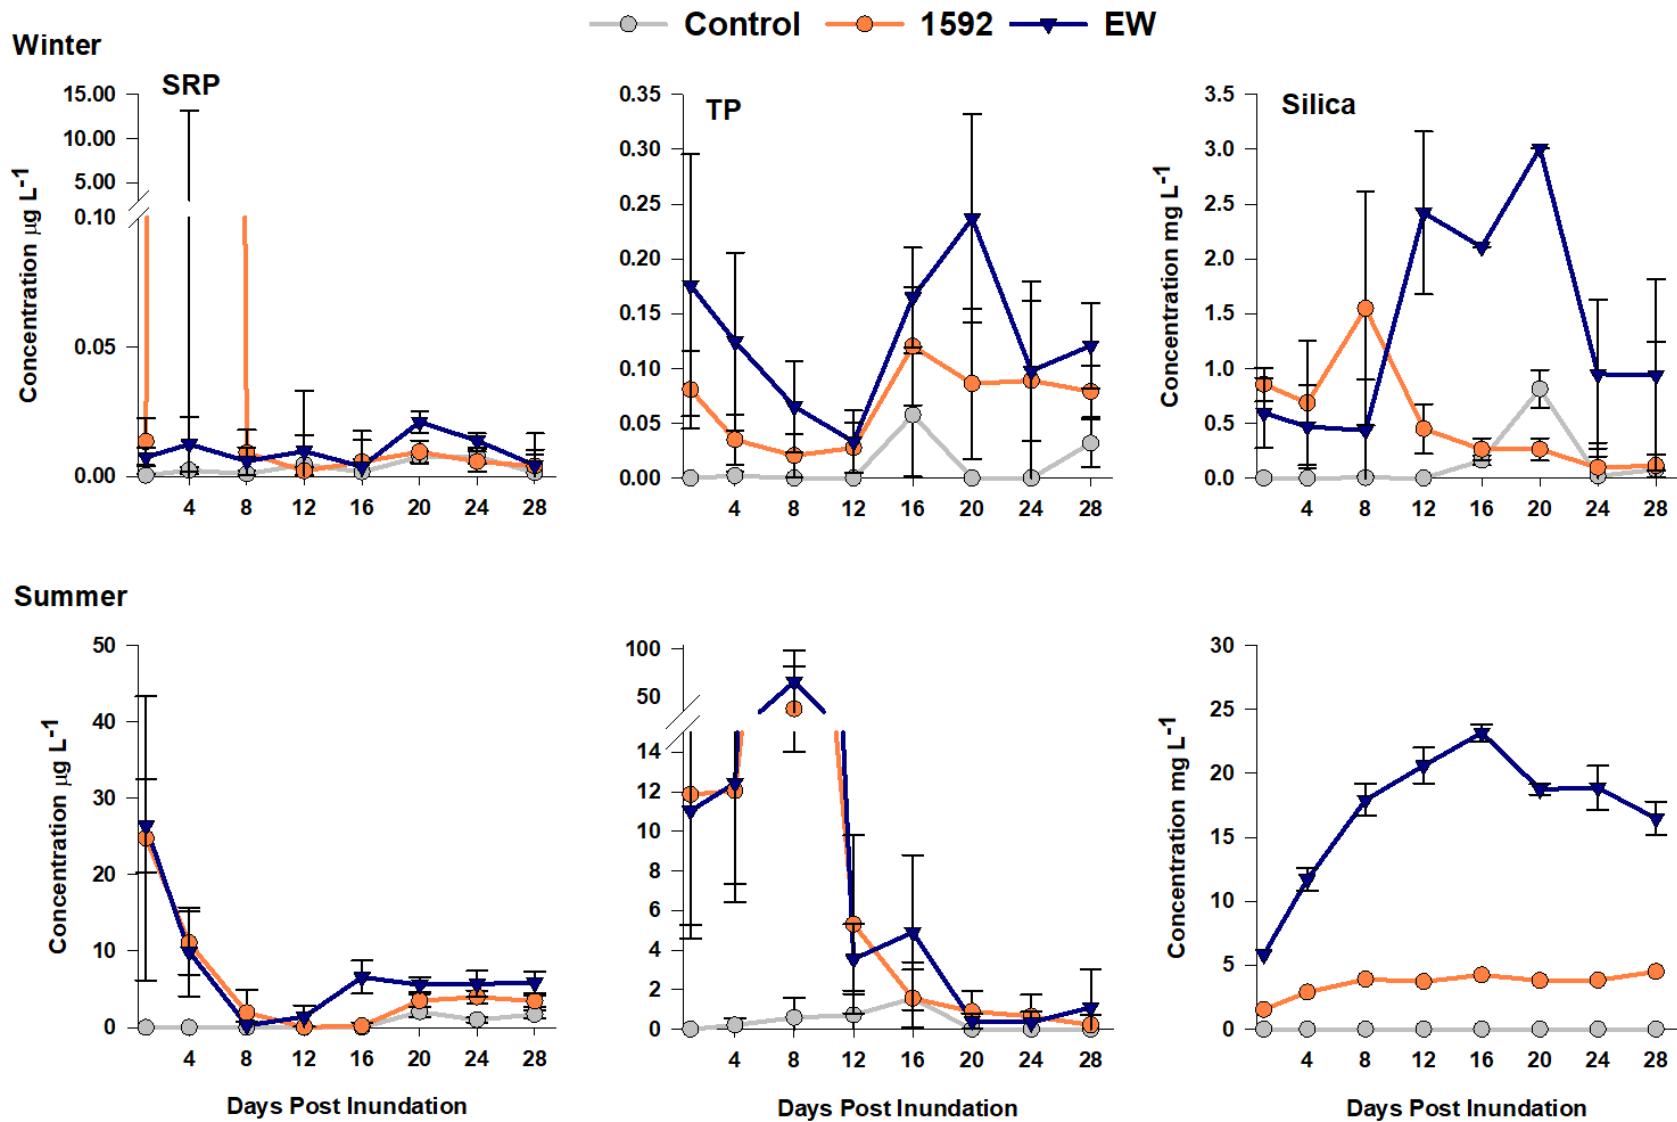 Control 1592 EW
Winter
SRP
TP
Silica
Concentration µg L-1
15.00
10.00
5.00
0.10
0.05
0.00
4 8 12 16 20 24 28
0.35
0.30
0.25
0.20
0.15
0.10
0.05
0.00
4 8 12 16 20 24 28
Concentration mg L-1
3.5
3.0
2.5
2.0
1.5
1.0
0.5
0.0
4 8 12 16 20 24 28
Summer
Concentration µg L-1
50
40
30
20
10
0
4 8 12 16 20 24 28
Days Post Inundation
100
50
14
12
10
8
6
4
2
0
4 8 12 16 20 24 28
Days Post Inundation
Concentration mg L-1
30
25
20
15
10
5
0
4 8 12 16 20 24 28
Days Post Inundation